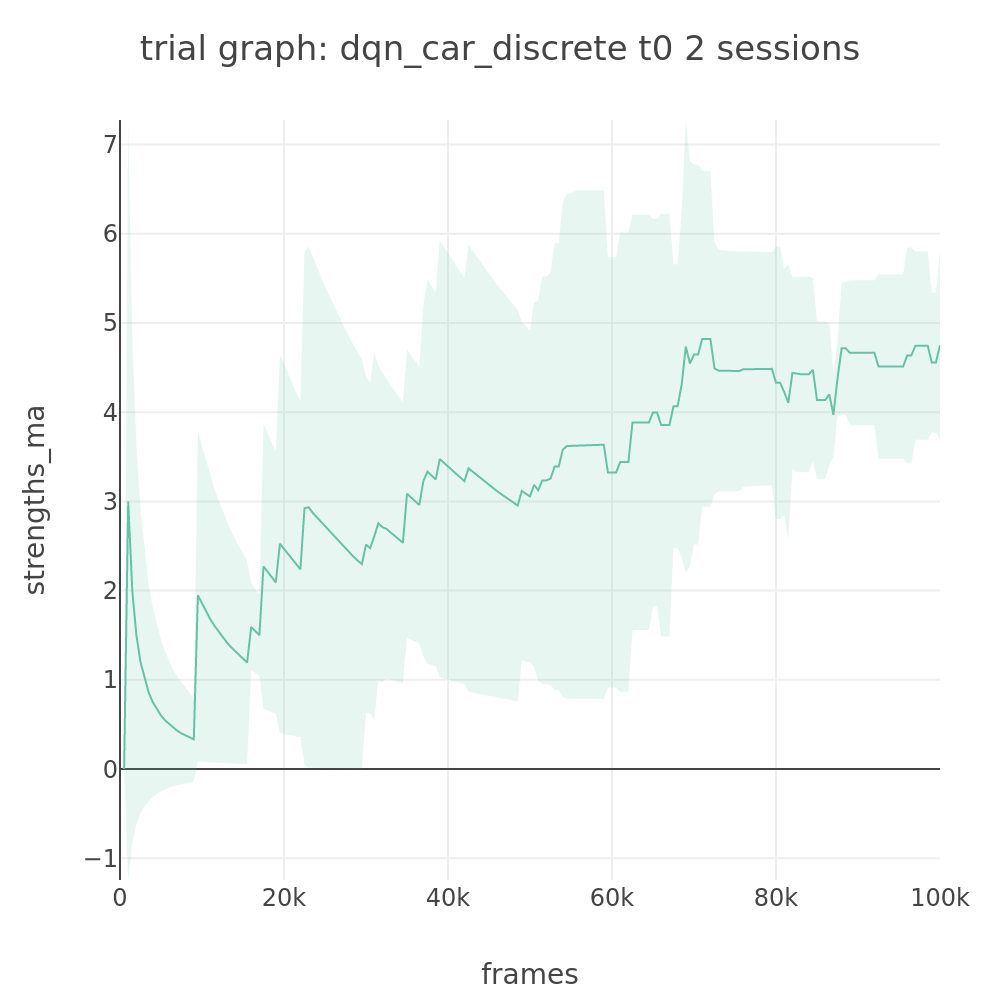 trial graph: dqn_car_discrete t0 2 sessions
strengths_ma
7
6
5
4
3
2
1
0
−1
0 20k 40k 60k 80k 100k
frames